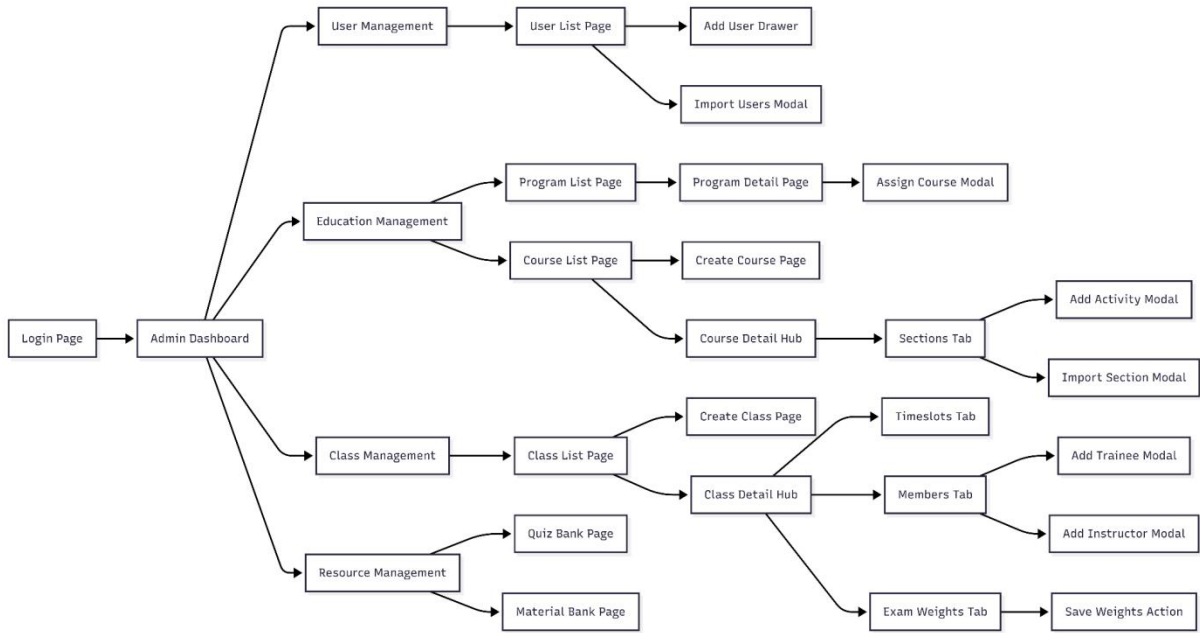 User Management
User List Page
Add User Drawer
Import Users Modal
Program List Page
Program Detail Page
Assign Course Modal
Education Management
Course List Page
Create Course Page
Add Activity Modal
Login Page
Admin Dashboard
Course Detail Hub
Sections Tab
Import Section Modal
Create Class Page
Timeslots Tab
Class Management
Class List Page
Add Trainee Modal
Class Detail Hub
Members Tab
Quiz Bank Page
Add Instructor Modal
Resource Management
Material Bank Page
Exam Weights Tab
Save Weights Action